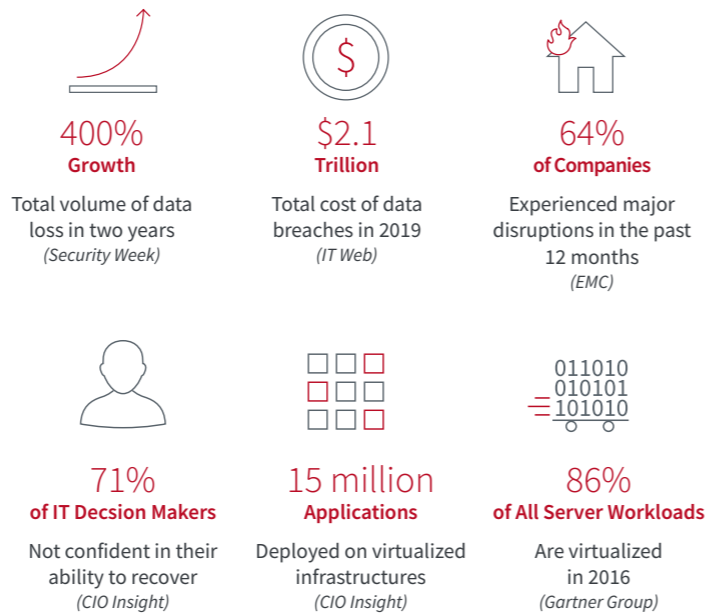 $
400%
Growth
Total volume of data
loss in two years
(Security Week)
$2.1
Trillion
Total cost of data
breaches in 2019
(IT Web)
64%
of Companies
Experienced major
disruptions in the past
12 months
(EMC)
011010
010101
101010
71%
of IT Decsion Makers
Not confident in their
ability to recover
(CIO Insight)
15 million
Applications
Deployed on virtualized
infrastructures
(CIO Insight)
86%
of All Server Workloads
Are virtualized
in 2016
(Gartner Group)